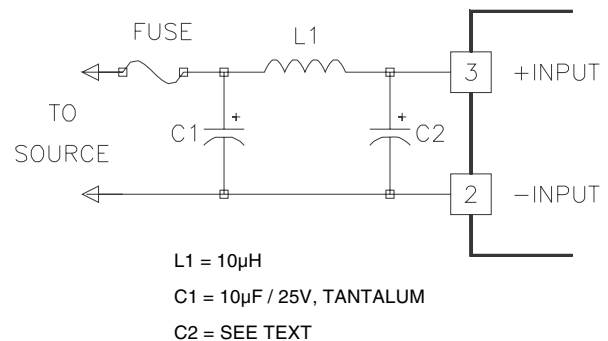 FUSE
L1
3 +INPUT
TO
SOURCE
C1 +
+ C2
2 -INPUT
L1 = 10µH
C1 = 10µF / 25V, TANTALUM
C2 = SEE TEXT